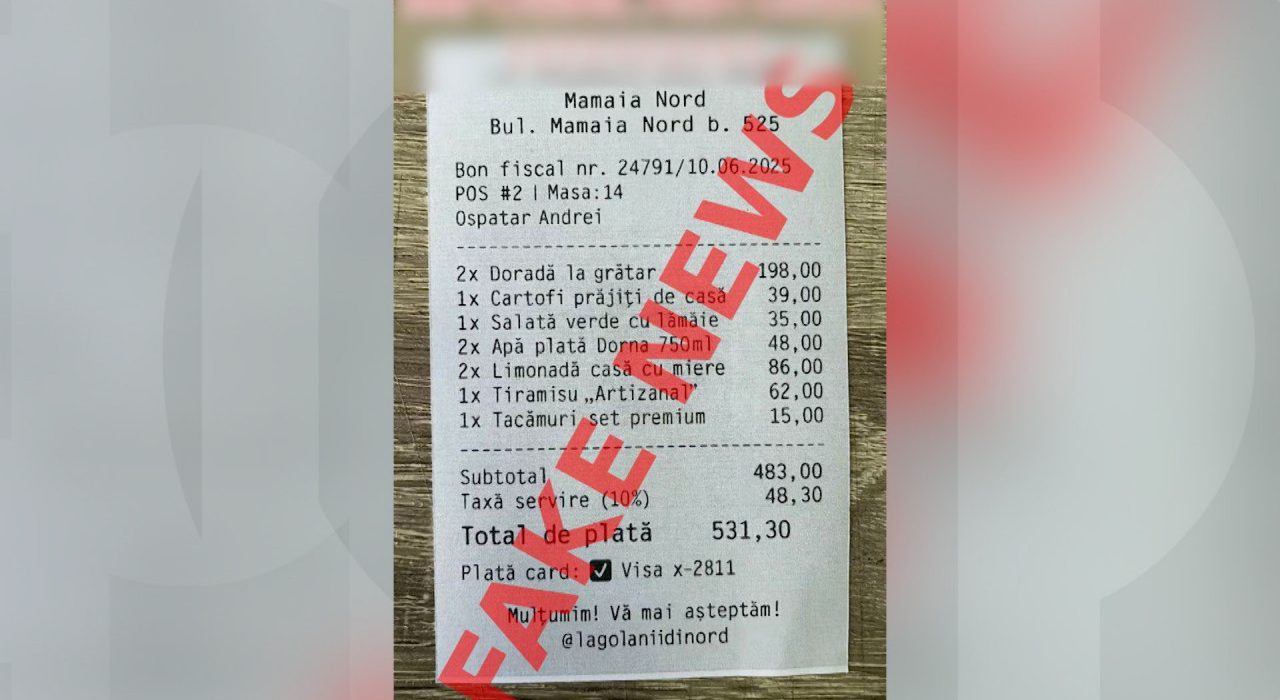 Mamaia Nord
Bul. Mamaia Nord b. 525
Bon fiscal nr. 24791/10.06.2025
POS #2 | Masa:14
Ospatar Andrei
2x Doradă la grătar 198,00
1x Cartofi prăjiți de casă 39,00
1x Salată verde cu lămâie 35,00
2x Apă plată Dorna 750ml 48,00
2x Limonadă casă cu miere 86,00
1x Tiramisu „Artizanal” 62,00
1x Tacămuri set premium 15,00
Subtotal 483,00
Taxă servire (10%) 48,30
Total de plată 531,30
Plată card: ☑ Visa x-2811
Mulțumim! Vă mai așteptăm!
@lagolaniidinord
FAKE NEWS